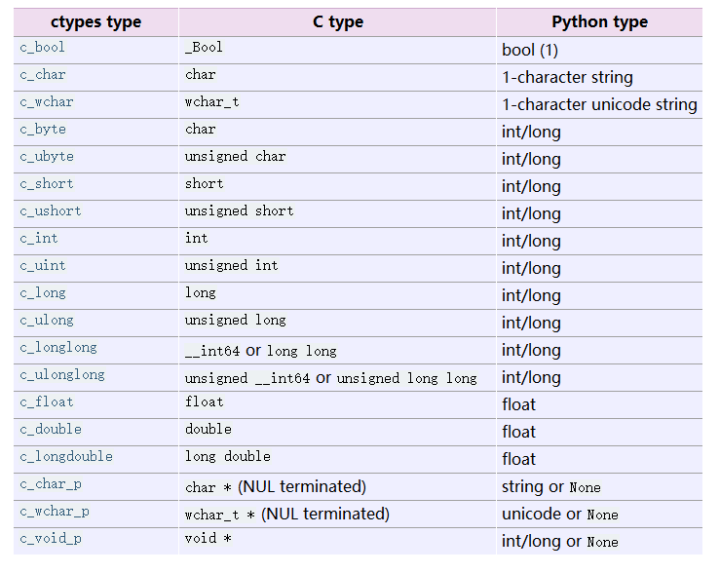 ctypes type C type Python type
c_bool _Bool bool (1)
c_char char 1-character string
c_wchar wchar_t 1-character unicode string
c_byte char int/long
c_ubyte unsigned char int/long
c_short short int/long
c_ushort unsigned short int/long
c_int int int/long
c_uint unsigned int int/long
c_long long int/long
c_ulong unsigned long int/long
c_longlong __int64 or long long int/long
c_ulonglong unsigned __int64 or unsigned long long int/long
c_float float float
c_double double float
c_longdouble long double float
c_char_p char * (NUL terminated) string or None
c_wchar_p wchar_t * (NUL terminated) unicode or None
c_void_p void * int/long or None